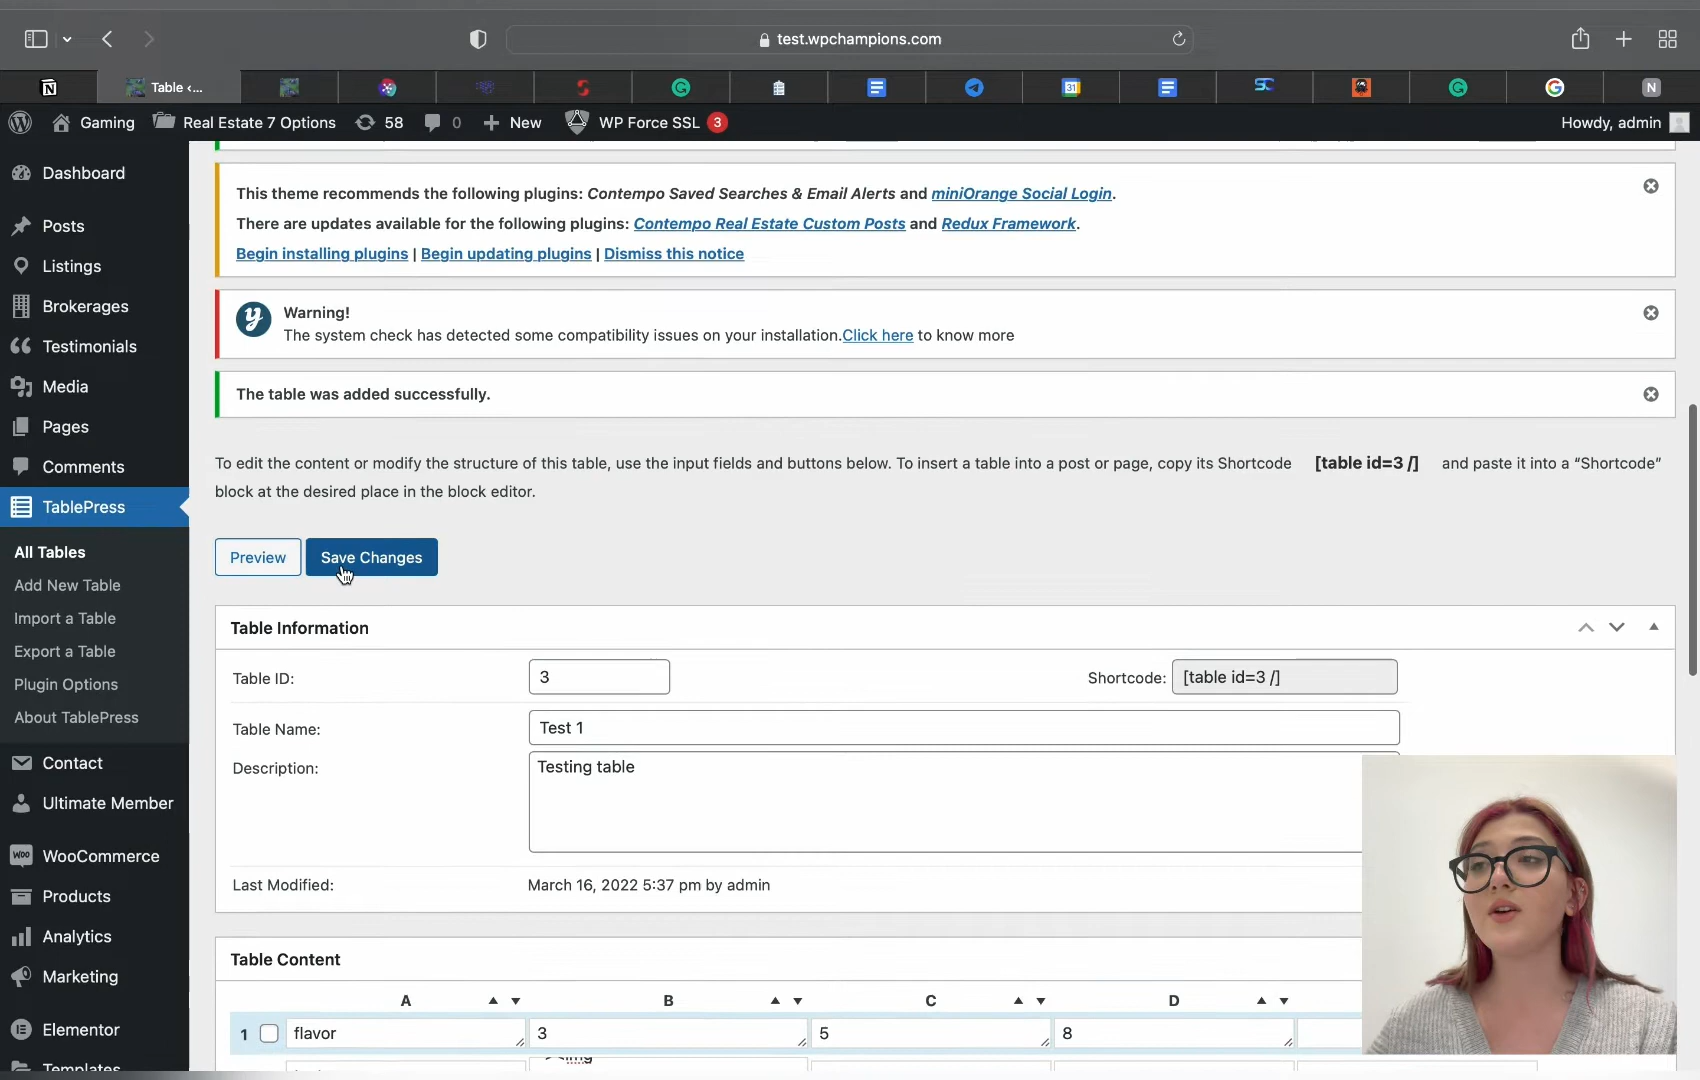 test.wpchampions.com
Table <...
Gaming
Real Estate 7 Options
58
0
New
WP Force SSL 3
Howdy, admin
Dashboard
Posts
Listings
Brokerages
Testimonials
Media
Pages
Comments
TablePress
All Tables
Add New Table
Import a Table
Export a Table
Plugin Options
About TablePress
Contact
Ultimate Member
WooCommerce
Products
Analytics
Marketing
Elementor
Templates
This theme recommends the following plugins: Contempo Saved Searches & Email Alerts and miniOrange Social Login.
There are updates available for the following plugins: Contempo Real Estate Custom Posts and Redux Framework.
Begin installing plugins | Begin updating plugins | Dismiss this notice
Warning!
The system check has detected some compatibility issues on your installation.Click here to know more
The table was added successfully.
To edit the content or modify the structure of this table, use the input fields and buttons below. To insert a table into a post or page, copy its Shortcode [table id=3 /] and paste it into a “Shortcode”
block at the desired place in the block editor.
Preview
Save Changes
Table Information
Table ID: 3
Shortcode: [table id=3 /]
Table Name: Test 1
Description: Testing table
Last Modified: March 16, 2022 5:37 pm by admin
Table Content
A B C D
1 flavor 3 5 8